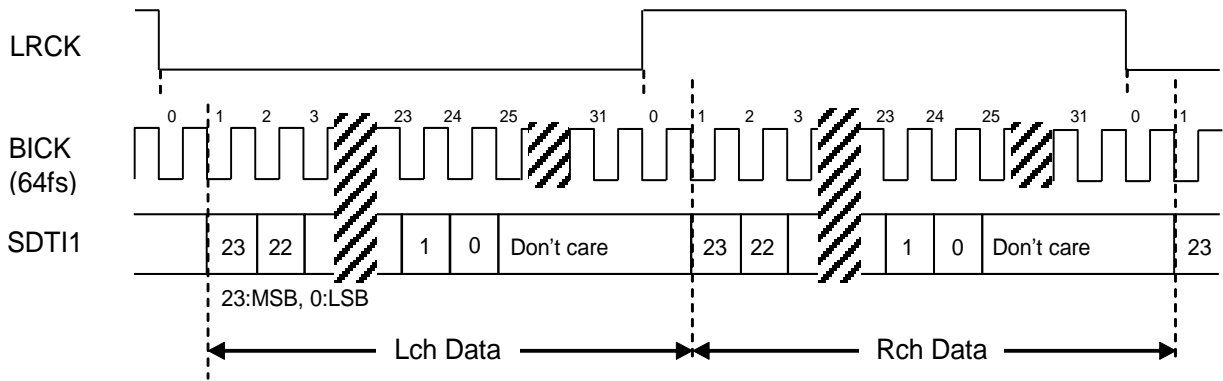 LRCK
0 1 2 3 23 24 25 31 0 1 2 3 23 24 25 31 0 1
BICK
(64fs)
SDTI1
23 22 1 0 Don't care 23 22 1 0 Don't care 23
23:MSB, 0:LSB
Lch Data Rch Data